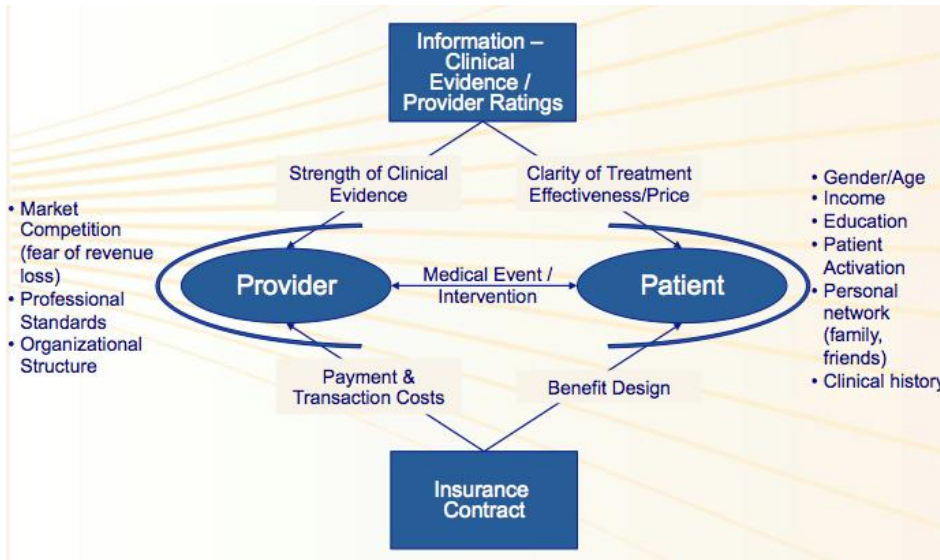 Information –
Clinical
Evidence /
Provider Ratings
Strength of Clinical
Evidence
Clarity of Treatment
Effectiveness/Price
• Market
Competition
(fear of revenue
loss)
• Professional
Standards
• Organizational
Structure
Provider
Medical Event /
Intervention
Patient
• Gender/Age
• Income
• Education
• Patient
Activation
• Personal
network
(family,
friends)
• Clinical history
Payment &
Transaction Costs
Benefit Design
Insurance
Contract